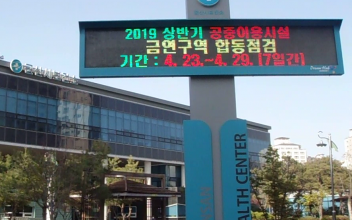 2019 상반기 공중이용시설
금연구역 합동점검
기간 : 4. 23.~4. 29. (7일간)
HEALTH CENTER